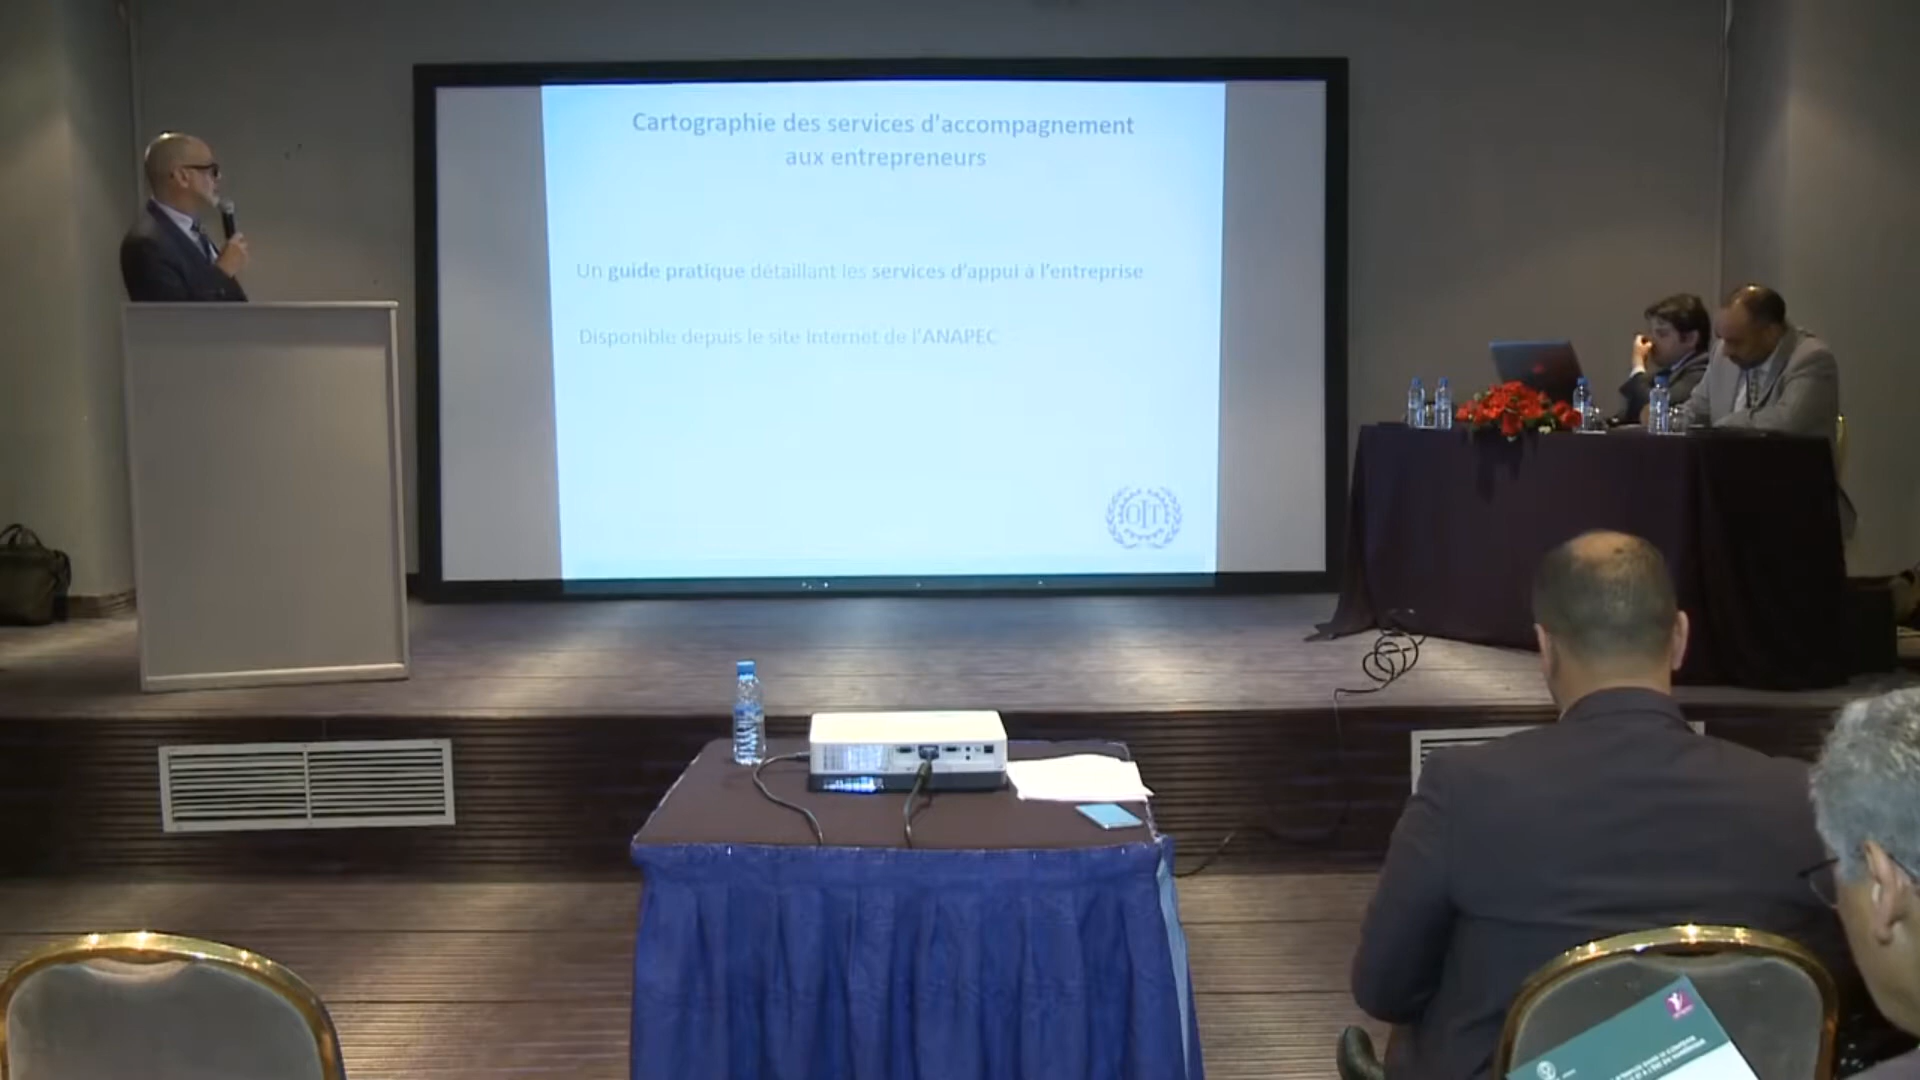 Cartographie des services d'accompagnement
aux entrepreneurs
Un guide pratique détaillant les services d'appui à l'entreprise
Disponible depuis le site Internet de l'ANAPEC
OIT